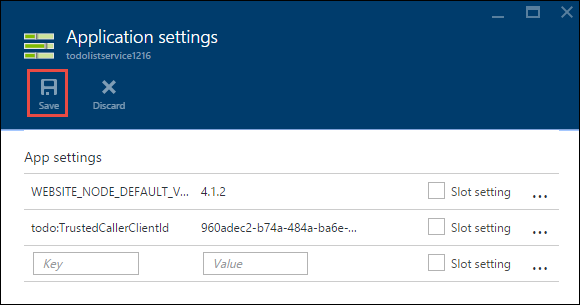 Application settings
todolistservice1216
Save Discard
App settings
WEBSITE_NODE_DEFAULT_V... 4.1.2 Slot setting ...
todo:TrustedCallerClientId 960adec2-b74a-484a-ba6e-... Slot setting ...
Key Value Slot setting ...